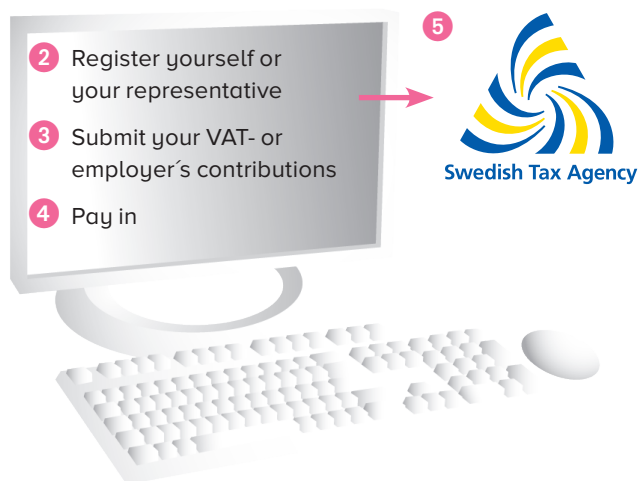 5
2 Register yourself or
your representative
3 Submit your VAT- or
employer´s contributions
4 Pay in
Swedish Tax Agency